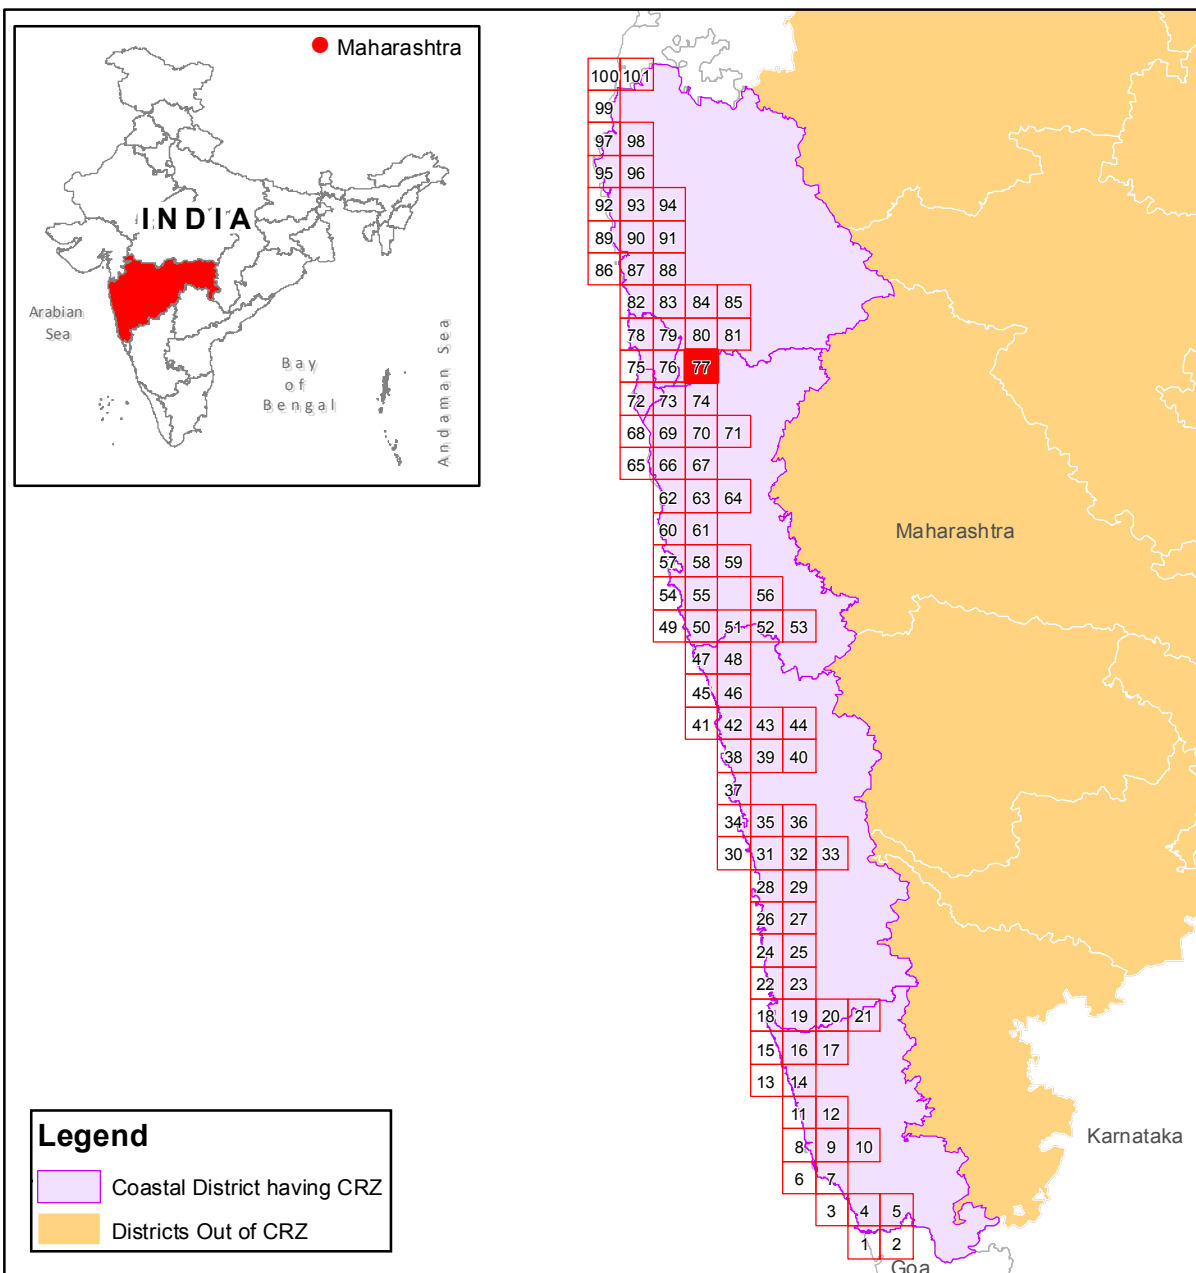 Maharashtra
INDIA
Arabian
Sea
Bay
of
Bengal
Andaman Sea
100 101
99
97 98
95 96
92 93 94
89 90 91
86 87 88
82 83 84 85
78 79 80 81
75 76 77
72 73 74
68 69 70 71
65 66 67
62 63 64
60 61
57 58 59
54 55 56
49 50 51 52 53
47 48
45 46
41 42 43 44
38 39 40
37
34 35 36
30 31 32 33
28 29
26 27
24 25
22 23
18 19 20 21
15 16 17
13 14
11 12
8 9 10
6 7
3 4 5
1 2
Maharashtra
Karnataka
Goa
Legend
Coastal District having CRZ
Districts Out of CRZ